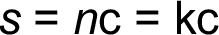 s = nc = kc